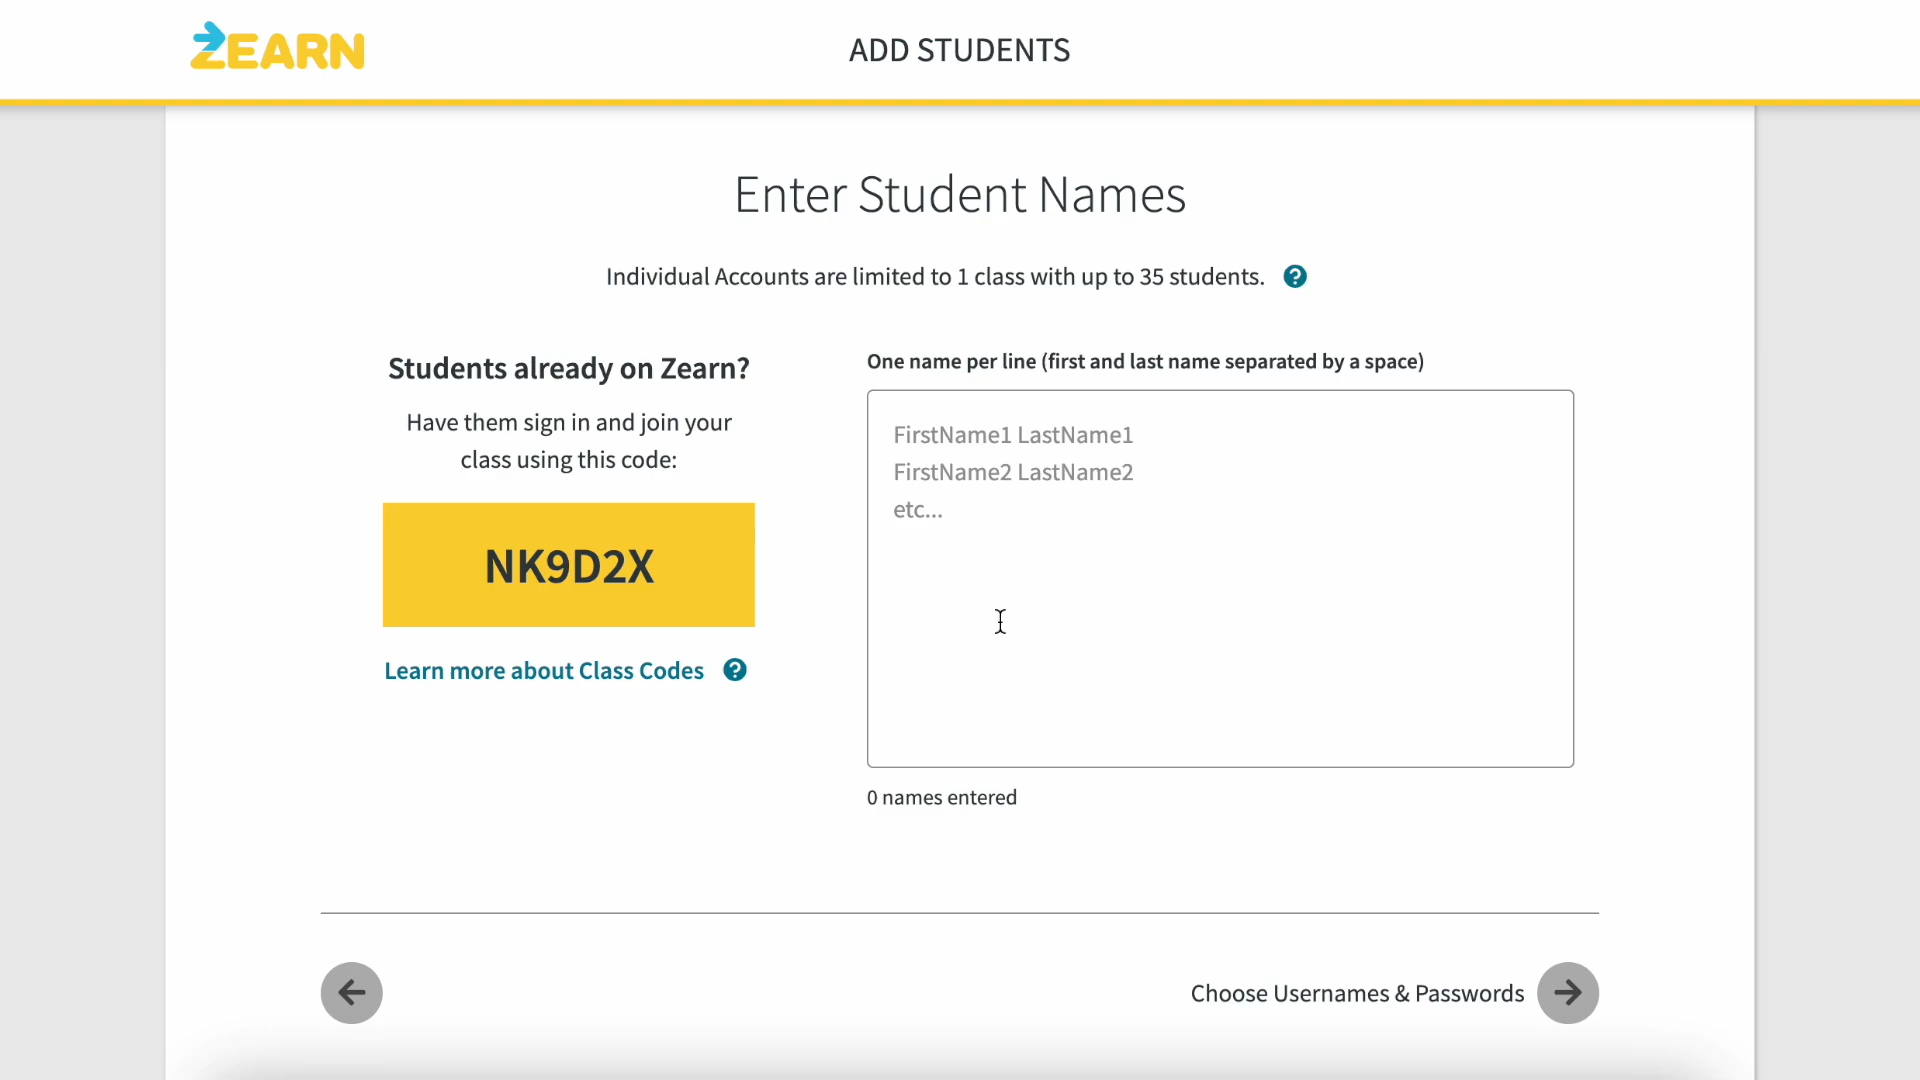 ZEARN
ADD STUDENTS
Enter Student Names
Individual Accounts are limited to 1 class with up to 35 students. ?
Students already on Zearn?
Have them sign in and join your
class using this code:
NK9D2X
Learn more about Class Codes ?
One name per line (first and last name separated by a space)
FirstName1 LastName1
FirstName2 LastName2
etc...
0 names entered
Choose Usernames & Passwords